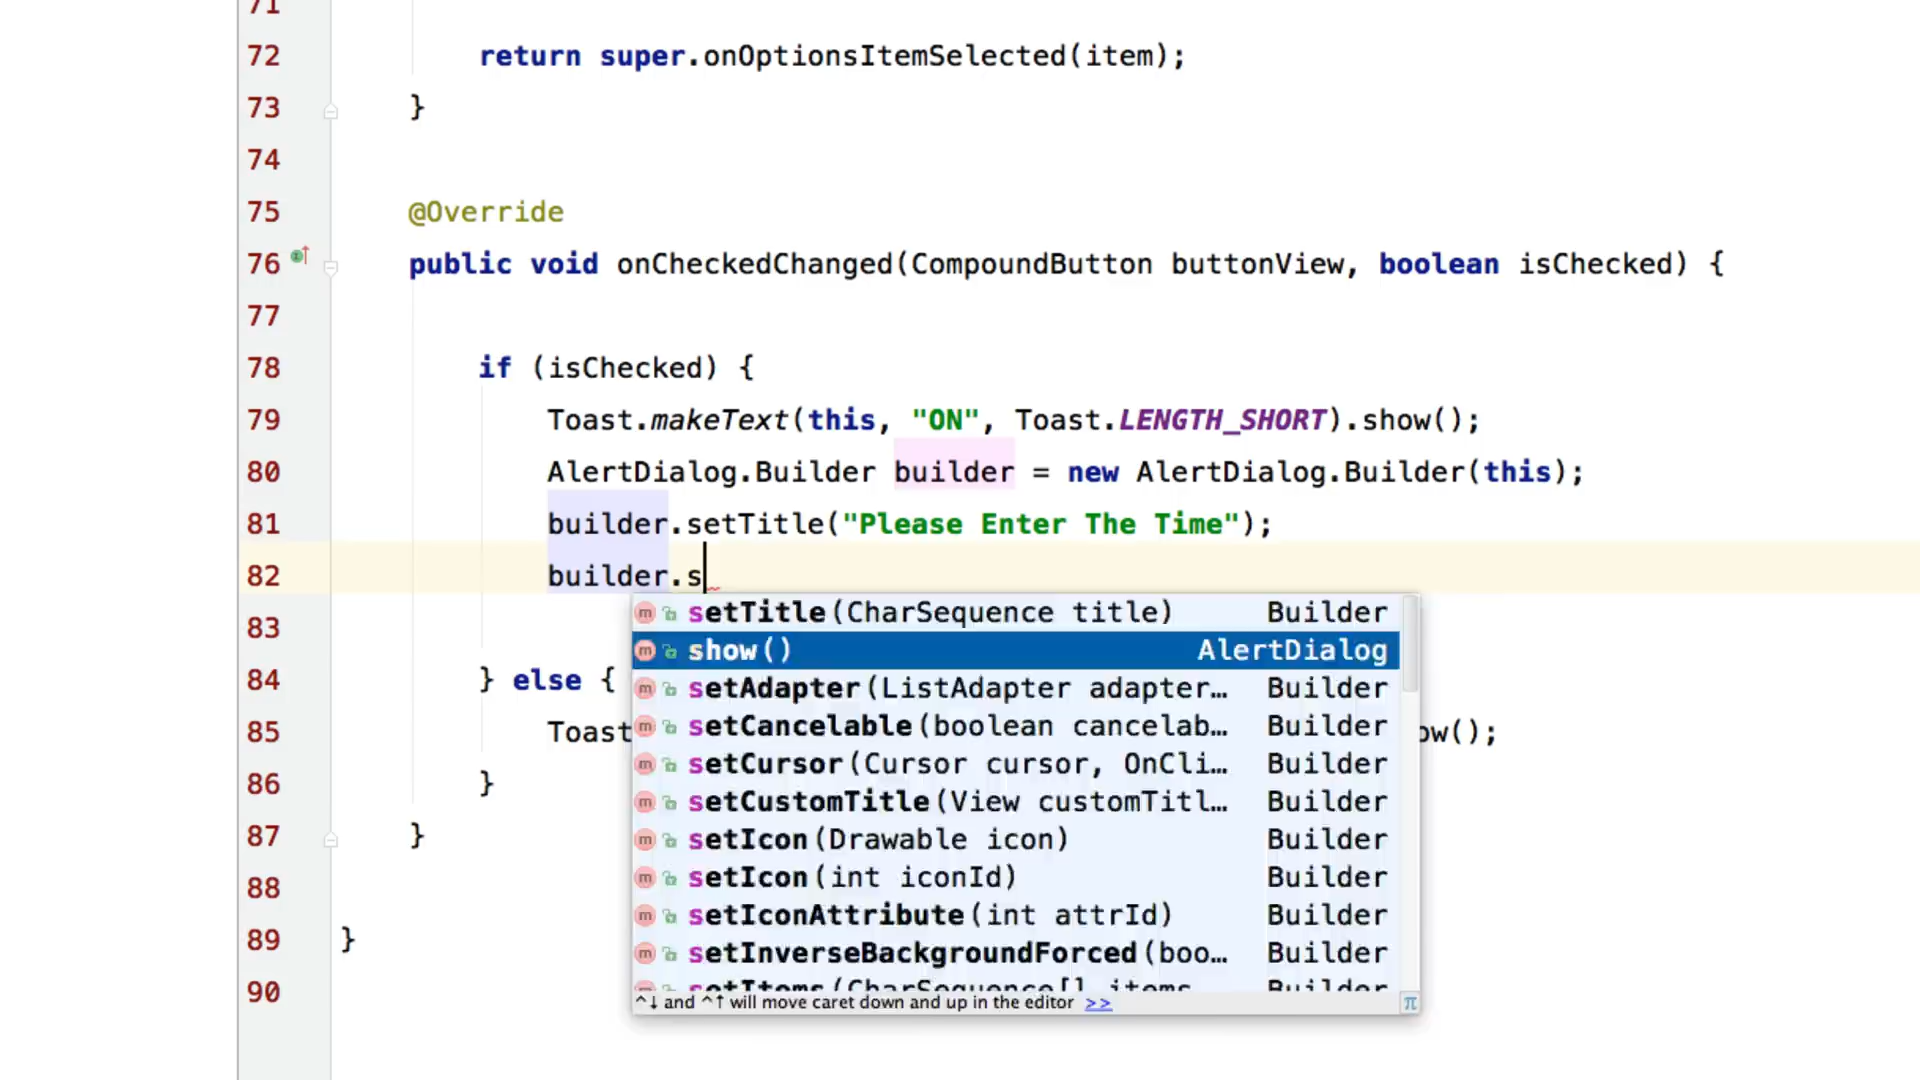 71
72 return super.onOptionsItemSelected(item);
73 }
74
75 @Override
76 public void onCheckedChanged(CompoundButton buttonView, boolean isChecked) {
77
78 if (isChecked) {
79 Toast.makeText(this, "ON", Toast.LENGTH_SHORT).show();
80 AlertDialog.Builder builder = new AlertDialog.Builder(this);
81 builder.setTitle("Please Enter The Time");
82 builder.s
setTitle(CharSequence title) Builder
83
show() AlertDialog
84 } else {
setAdapter(ListAdapter adapter… Builder
85 Toast ow();
setCancelable(boolean cancelab… Builder
setCursor(Cursor cursor, OnCli… Builder
86 }
setCustomTitle(View customTitl… Builder
87 }
setIcon(Drawable icon) Builder
setIcon(int iconId) Builder
88
setIconAttribute(int attrId) Builder
89 }
setInverseBackgroundForced(boo… Builder
setItems(CharSequence[] items Builder
90
^↓ and ^↑ will move caret down and up in the editor >>
π